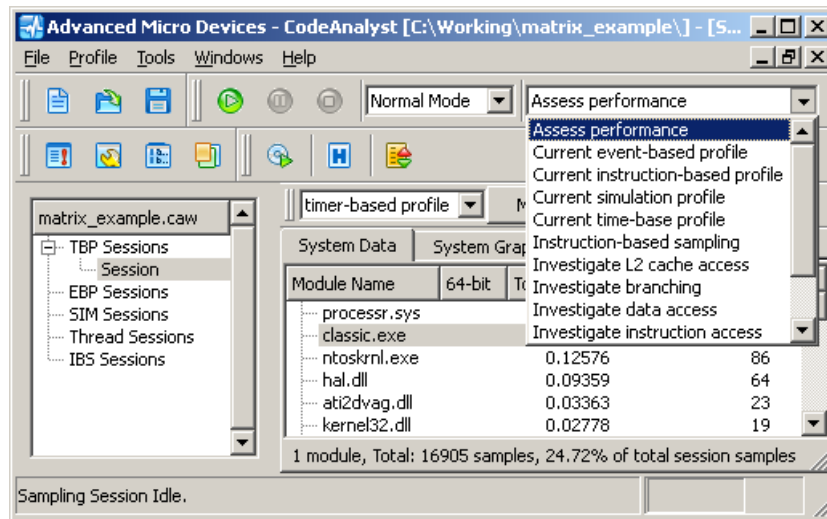 Advanced Micro Devices - CodeAnalyst [C:\Working\matrix_example\] - [S...
File Profile Tools Windows Help
Normal Mode
Assess performance
Assess performance
Current event-based profile
Current instruction-based profile
Current simulation profile
Current time-base profile
Instruction-based sampling
Investigate L2 cache access
Investigate branching
Investigate data access
Investigate instruction access
matrix_example.caw
TBP Sessions
Session
EBP Sessions
SIM Sessions
Thread Sessions
IBS Sessions
timer-based profile
System Data
Module Name 64-bit
processr.sys
classic.exe
ntoskrnl.exe 0.12576 86
hal.dll 0.09359 64
ati2dvag.dll 0.03363 23
kernel32.dll 0.02778 19
1 module, Total: 16905 samples, 24.72% of total session samples
Sampling Session Idle.